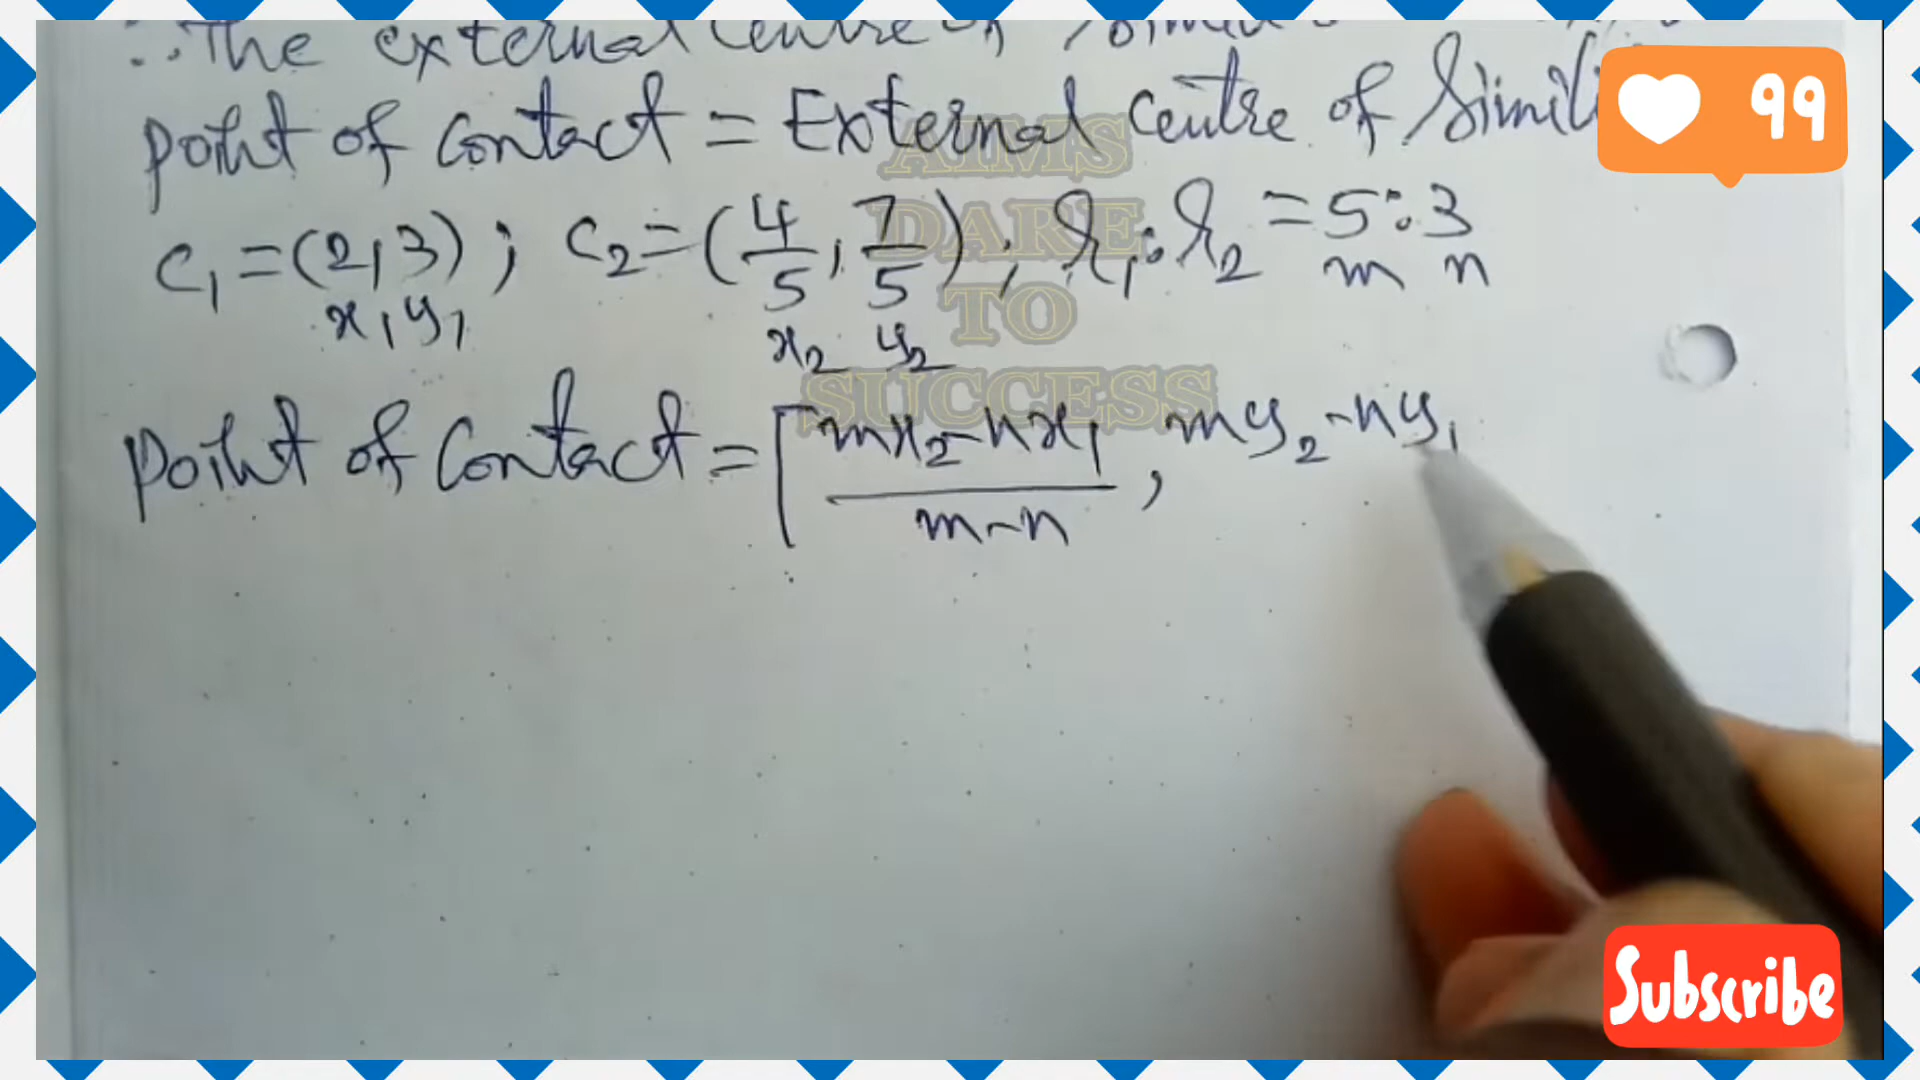 ∴ The external centre of
Point of Contact = External Centre of Simili
99
C₁ = (2, 3) ; C₂ = (4/5, 7/5) ; r₁ : r₂ = 5 : 3
x₁ y₁ x₂ y₂ m n
Point of Contact = [ mx₂ - nx₁ / m - n , my₂ - ny₁
AIMS
DARE
TO
SUCCESS
Subscribe